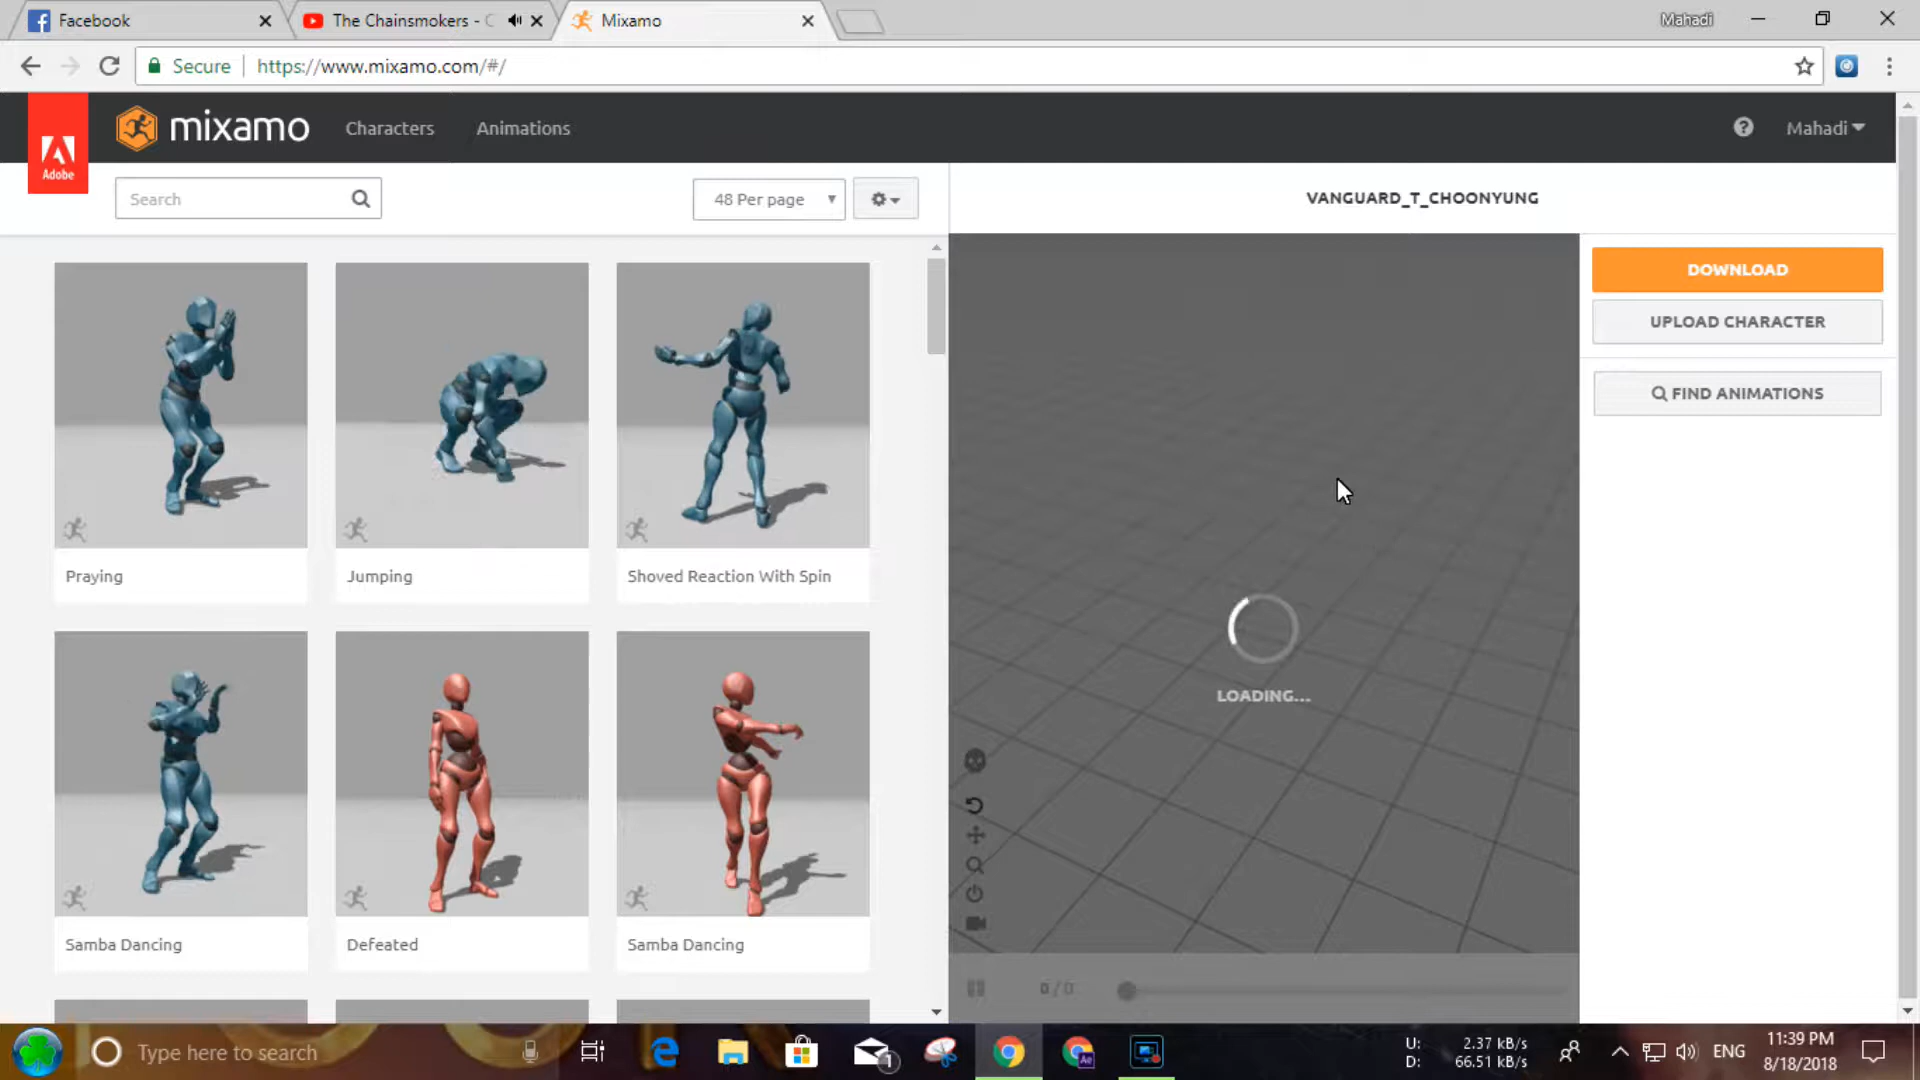 Facebook
The Chainsmokers - C
Mixamo
Mahadi
Secure
https://www.mixamo.com/#/
Adobe
mixamo
Characters
Animations
Mahadi
Search
48 Per page
VANGUARD_T_CHOONYUNG
DOWNLOAD
UPLOAD CHARACTER
FIND ANIMATIONS
Praying
Jumping
Shoved Reaction With Spin
LOADING...
Samba Dancing
Defeated
Samba Dancing
0 / 0
Type here to search
1
Ae
U: 2.37 kB/s
D: 66.51 kB/s
ENG
11:39 PM
8/18/2018